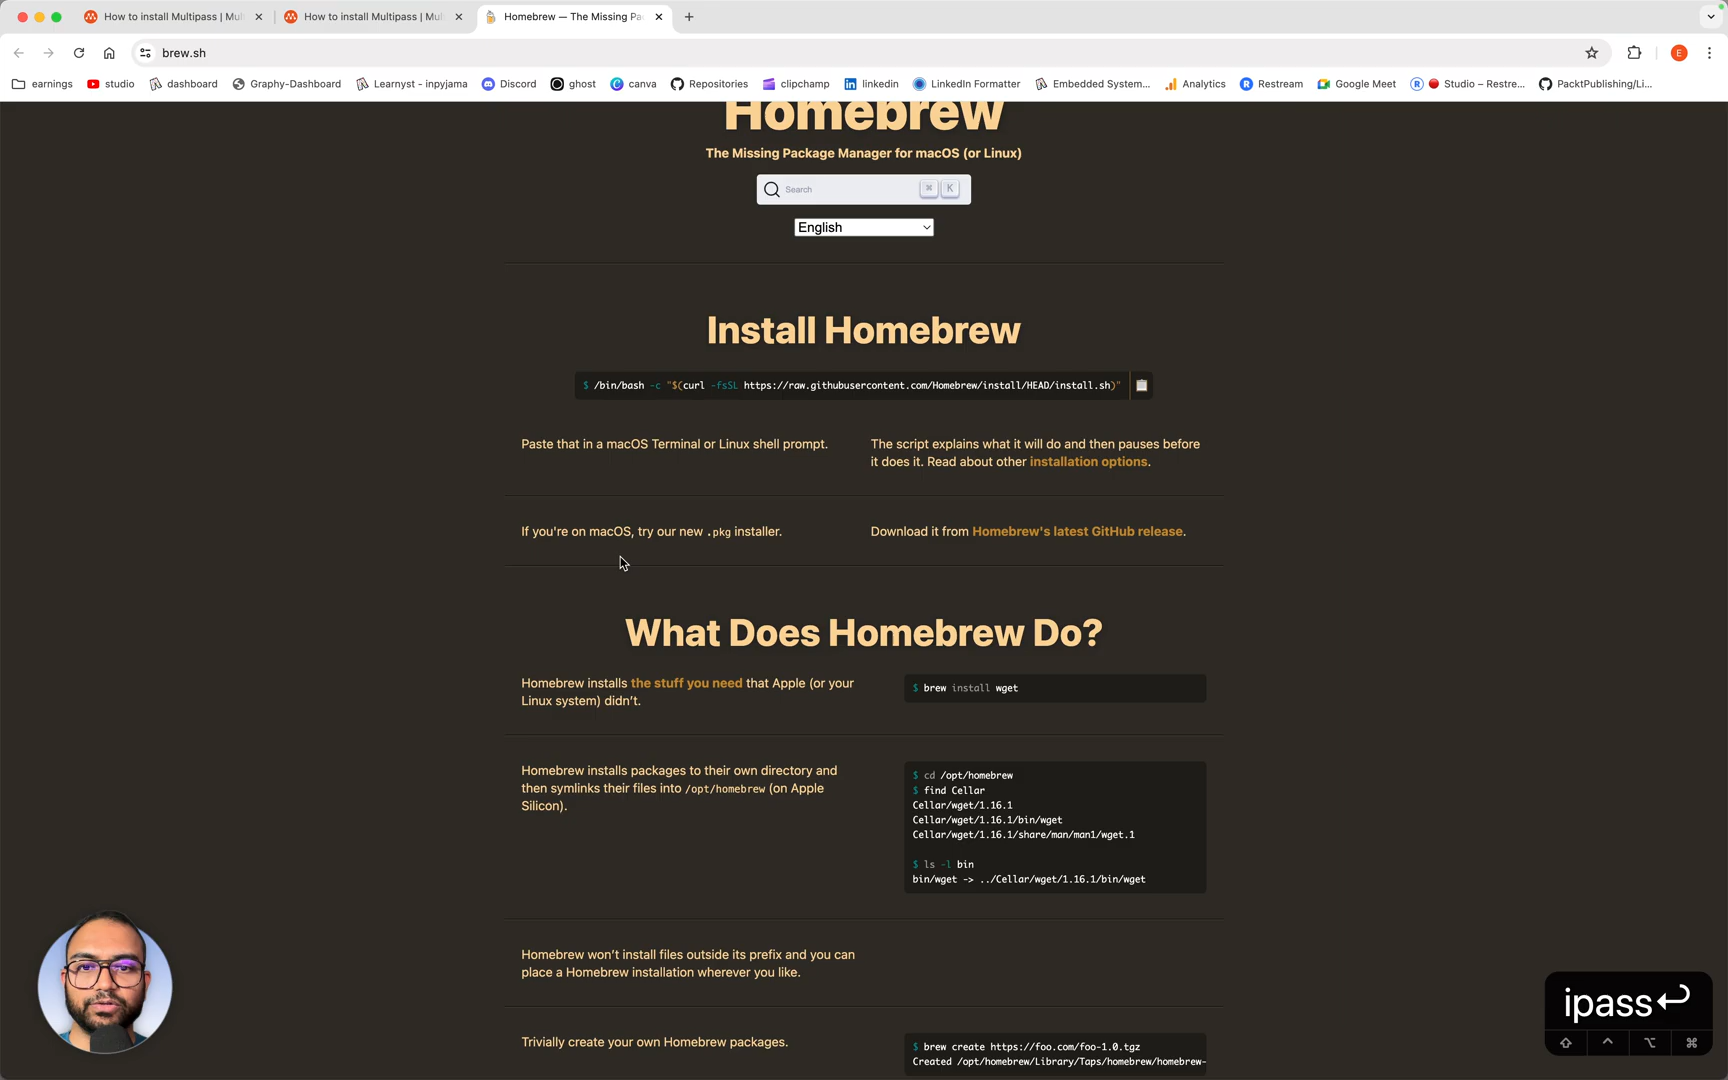 How to install Multipass | Mul
How to install Multipass | Mul
Homebrew — The Missing Pa
brew.sh
E
earnings
studio
dashboard
Graphy-Dashboard
Learnyst - inpyjama
Discord
ghost
canva
Repositories
clipchamp
linkedin
LinkedIn Formatter
Embedded System...
Analytics
Restream
Google Meet
Studio – Restre...
PacktPublishing/Li...
Homebrew
The Missing Package Manager for macOS (or Linux)
Search ⌘ K
English
Install Homebrew
$ /bin/bash -c "$(curl -fsSL https://raw.githubusercontent.com/Homebrew/install/HEAD/install.sh)"
Paste that in a macOS Terminal or Linux shell prompt.
The script explains what it will do and then pauses before
it does it. Read about other installation options.
If you're on macOS, try our new .pkg installer.
Download it from Homebrew's latest GitHub release.
What Does Homebrew Do?
Homebrew installs the stuff you need that Apple (or your
Linux system) didn’t.
$ brew install wget
Homebrew installs packages to their own directory and
then symlinks their files into /opt/homebrew (on Apple
Silicon).
$ cd /opt/homebrew
$ find Cellar
Cellar/wget/1.16.1
Cellar/wget/1.16.1/bin/wget
Cellar/wget/1.16.1/share/man/man1/wget.1
$ ls -l bin
bin/wget -> ../Cellar/wget/1.16.1/bin/wget
Homebrew won’t install files outside its prefix and you can
place a Homebrew installation wherever you like.
Trivially create your own Homebrew packages.
$ brew create https://foo.com/foo-1.0.tgz
Created /opt/homebrew/Library/Taps/homebrew/homebrew-
ipass↩
⇧ ⌃ ⌥ ⌘